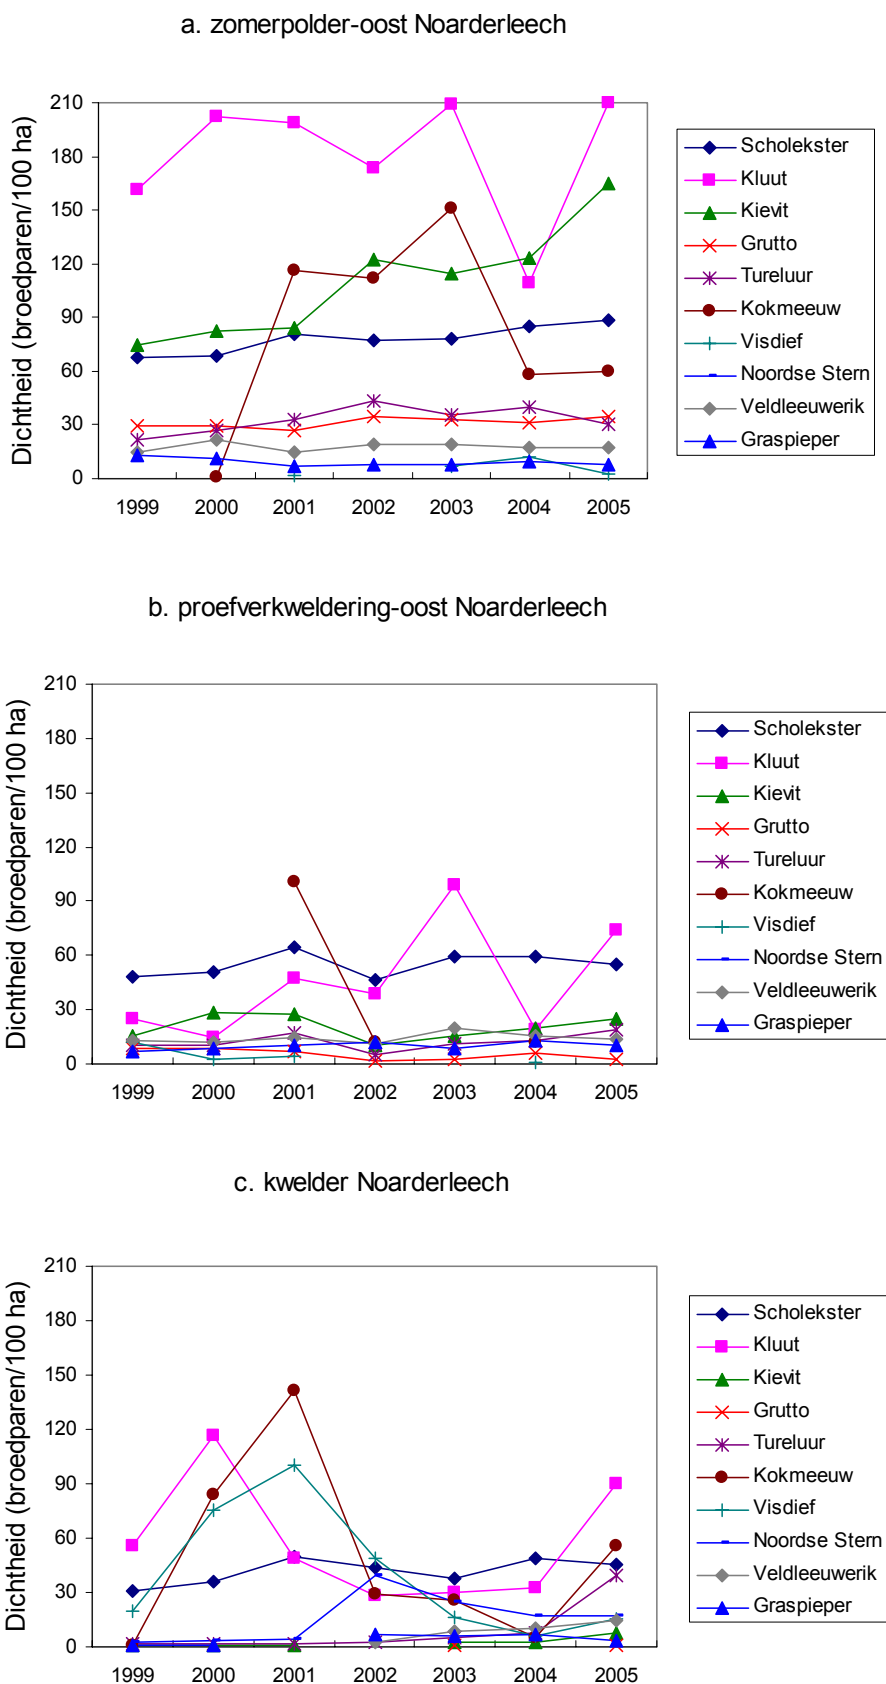 a. zomerpolder-oost Noarderleech
Dichtheid (broedparen/100 ha)
210
180
150
120
90
60
30
0
1999 2000 2001 2002 2003 2004 2005
Scholekster
Kluut
Kievit
Grutto
Tureluur
Kokmeeuw
Visdief
Noordse Stern
Veldleeuwerik
Graspieper
b. proefverkweldering-oost Noarderleech
Dichtheid (broedparen/100 ha)
210
180
150
120
90
60
30
0
1999 2000 2001 2002 2003 2004 2005
Scholekster
Kluut
Kievit
Grutto
Tureluur
Kokmeeuw
Visdief
Noordse Stern
Veldleeuwerik
Graspieper
c. kwelder Noarderleech
Dichtheid (broedparen/100 ha)
210
180
150
120
90
60
30
0
1999 2000 2001 2002 2003 2004 2005
Scholekster
Kluut
Kievit
Grutto
Tureluur
Kokmeeuw
Visdief
Noordse Stern
Veldleeuwerik
Graspieper